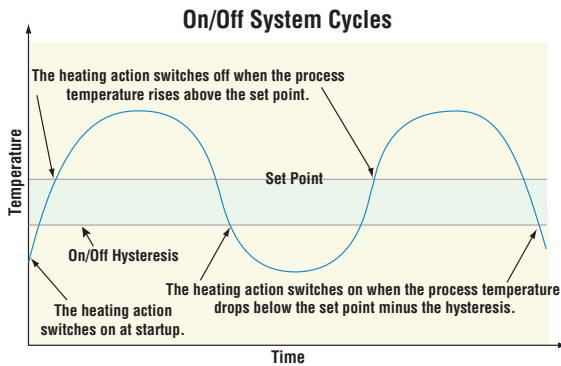 On/Off System Cycles
The heating action switches off when the process
temperature rises above the set point.
Temperature
Set Point
On/Off Hysteresis
The heating action switches on when the process temperature
drops below the set point minus the hysteresis.
The heating action
switches on at startup.
Time